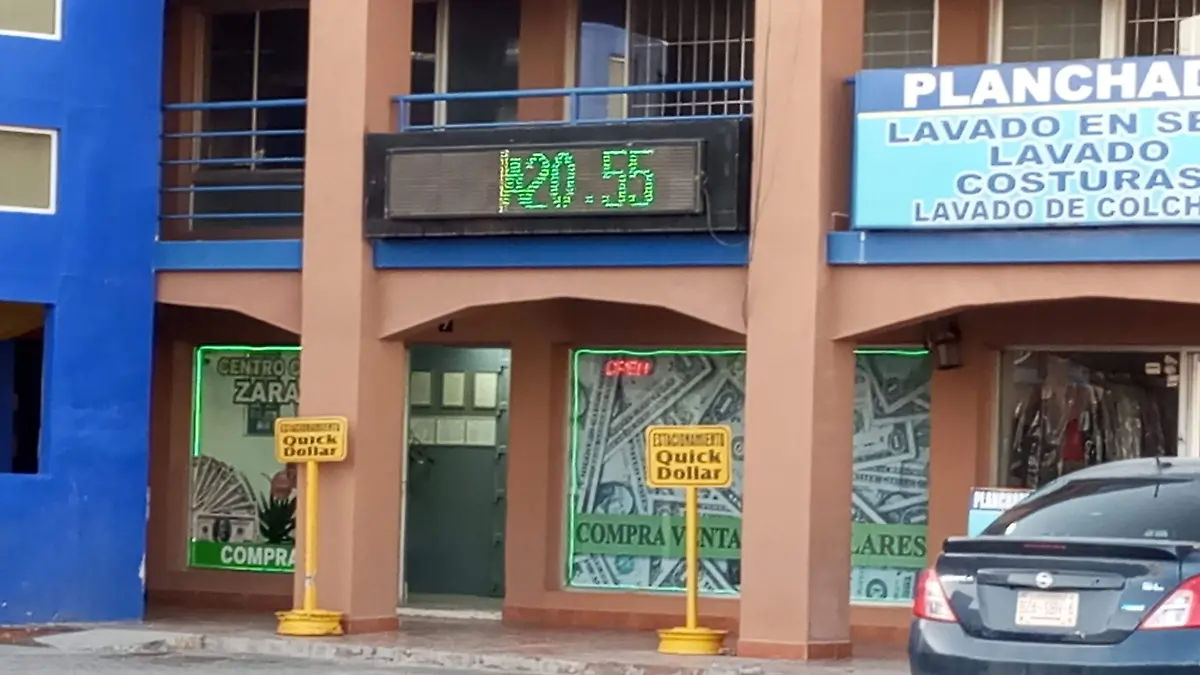 $20.55
PLANCHAD
LAVADO EN SE
LAVADO
COSTURAS
LAVADO DE COLCH
CENTRO C
ZARA
COMPRA
ESTACIONAMIENTO
Quick
Dollar
OPEN
ESTACIONAMIENTO
Quick
Dollar
COMPRA VENTA
LARES
PLANCHAD